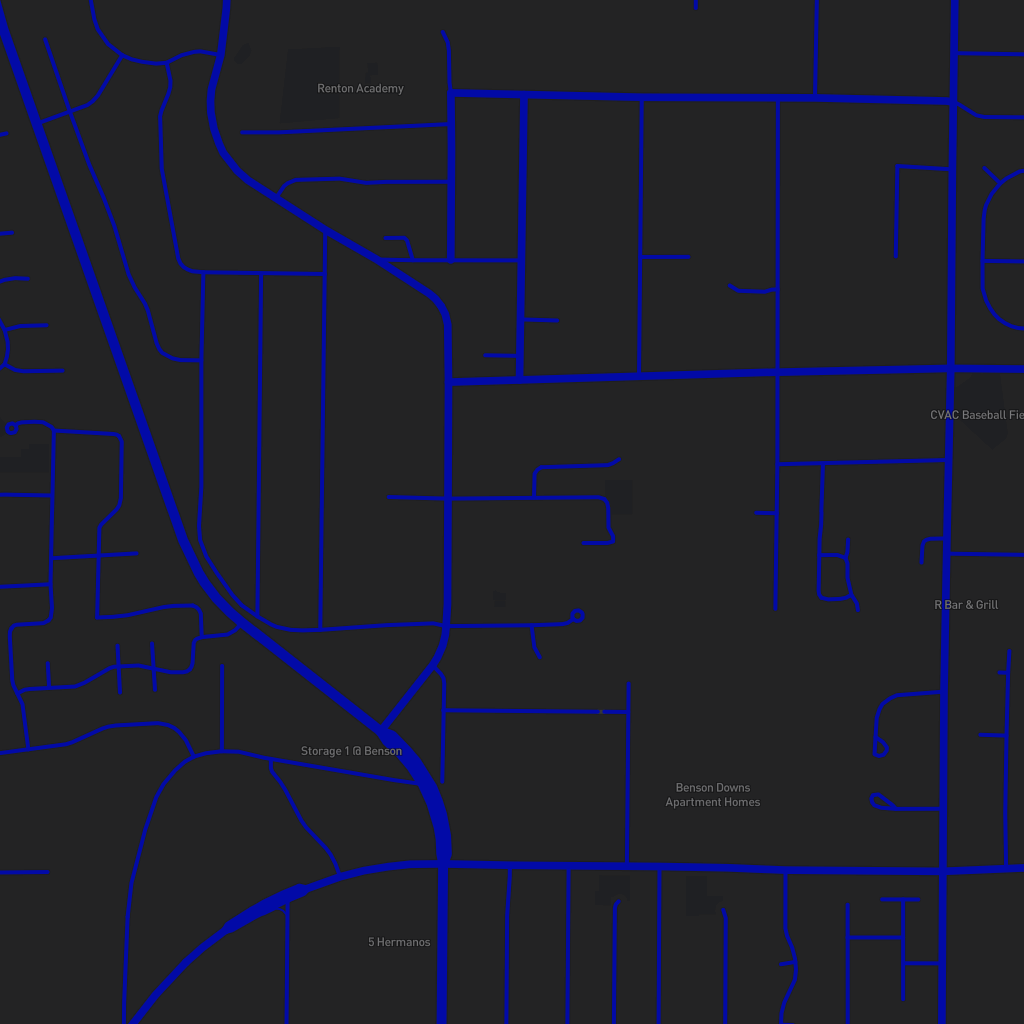 Renton Academy
CVAC Baseball Fie
R Bar & Grill
Storage 1 @ Benson
Benson Downs
Apartment Homes
5 Hermanos